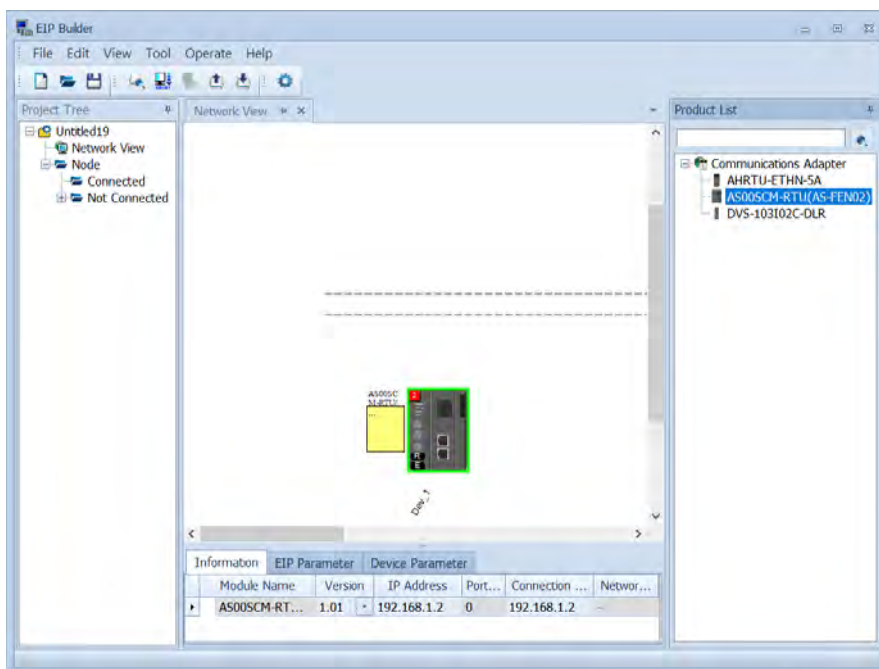 EIP Builder
File Edit View Tool Operate Help
Project Tree
Untitled19
Network View
Node
Connected
Not Connected
Network View
AS00SC
M-RTU
...
R
E
Dev_1
Information EIP Parameter Device Parameter
Module Name Version IP Address Port... Connection ... Networ...
AS00SCM-RT... 1.01 192.168.1.2 0 192.168.1.2 --
Product List
Communications Adapter
AHRTU-ETHN-5A
AS00SCM-RTU(AS-FEN02)
DVS-103I02C-DLR